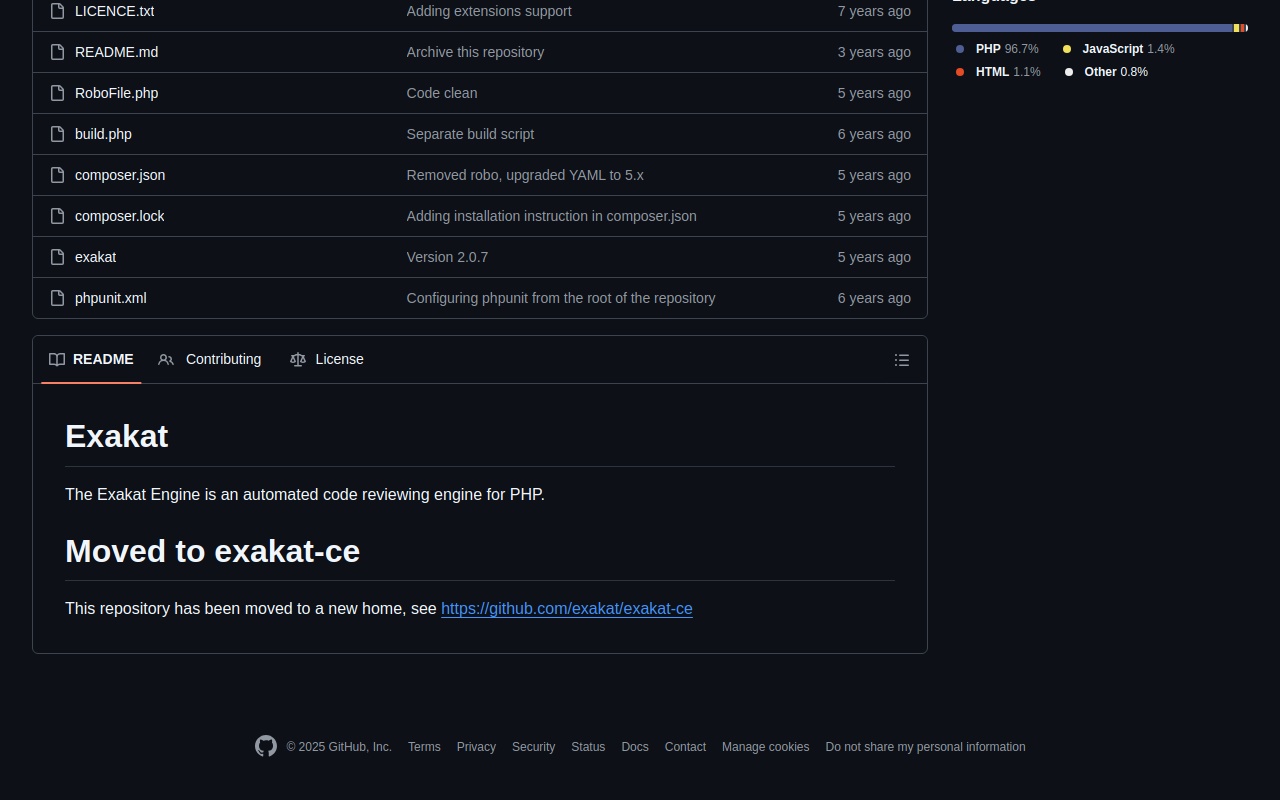 LICENCE.txt Adding extensions support 7 years ago
README.md Archive this repository 3 years ago
RoboFile.php Code clean 5 years ago
build.php Separate build script 6 years ago
composer.json Removed robo, upgraded YAML to 5.x 5 years ago
composer.lock Adding installation instruction in composer.json 5 years ago
exakat Version 2.0.7 5 years ago
phpunit.xml Configuring phpunit from the root of the repository 6 years ago
README Contributing License
Exakat
The Exakat Engine is an automated code reviewing engine for PHP.
Moved to exakat-ce
This repository has been moved to a new home, see https://github.com/exakat/exakat-ce
Languages
PHP 96.7% JavaScript 1.4%
HTML 1.1% Other 0.8%
© 2025 GitHub, Inc. Terms Privacy Security Status Docs Contact Manage cookies Do not share my personal information